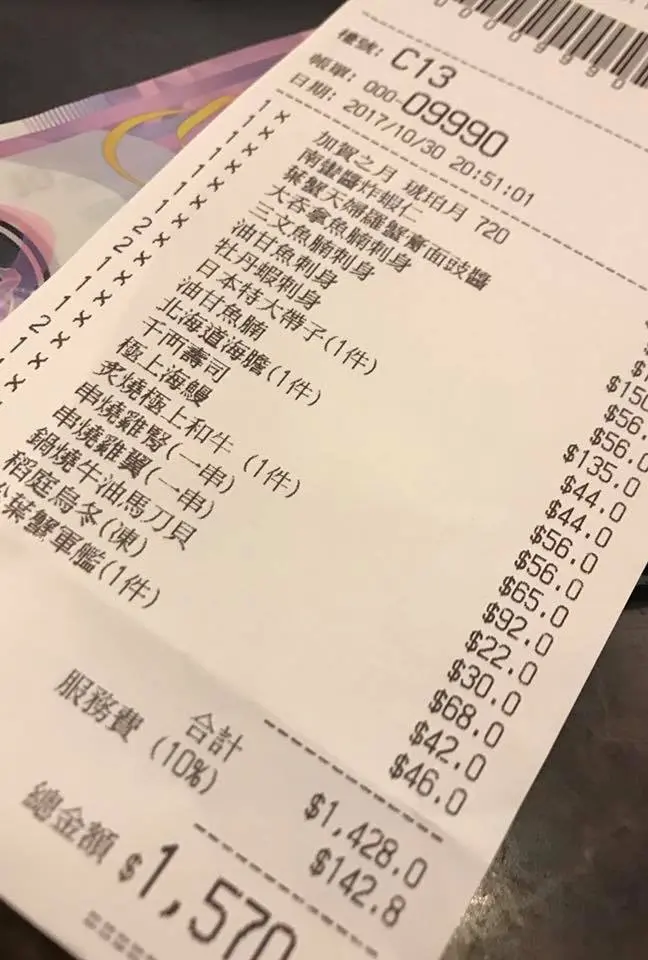 檯號: C13
帳單: 000-09990
日期: 2017/10/30 20:51:01
1 × 加賀之月 琥珀月 720
1 × 南蠻醬炸蝦仁
1 × 葉蟹天婦羅蟹膏面豉醬
1 × 大吞拿魚腩刺身 $150
1 × 三文魚腩刺身 $56.
1 × 油甘魚刺身 $56.0
1 × 牡丹蝦刺身 $135.0
2 × 日本特大帶子(1件) $44.0
2 × 油甘魚腩 $44.0
1 × 北海道海膽(1件) $56.0
1 × 千両壽司 $56.0
1 × 極上海鰻 $65.0
2 × 炙燒極上和牛 (1件) $92.0
1 × 串燒雞腎(一串) $22.0
× 串燒雞翼(一串) $30.0
鍋燒牛油馬刀貝 $68.0
稻庭烏冬(凍) $42.0
葉蟹軍艦(1件) $46.0
合計 $1,428.0
服務費 (10%) $142.8
總金額 $1,570